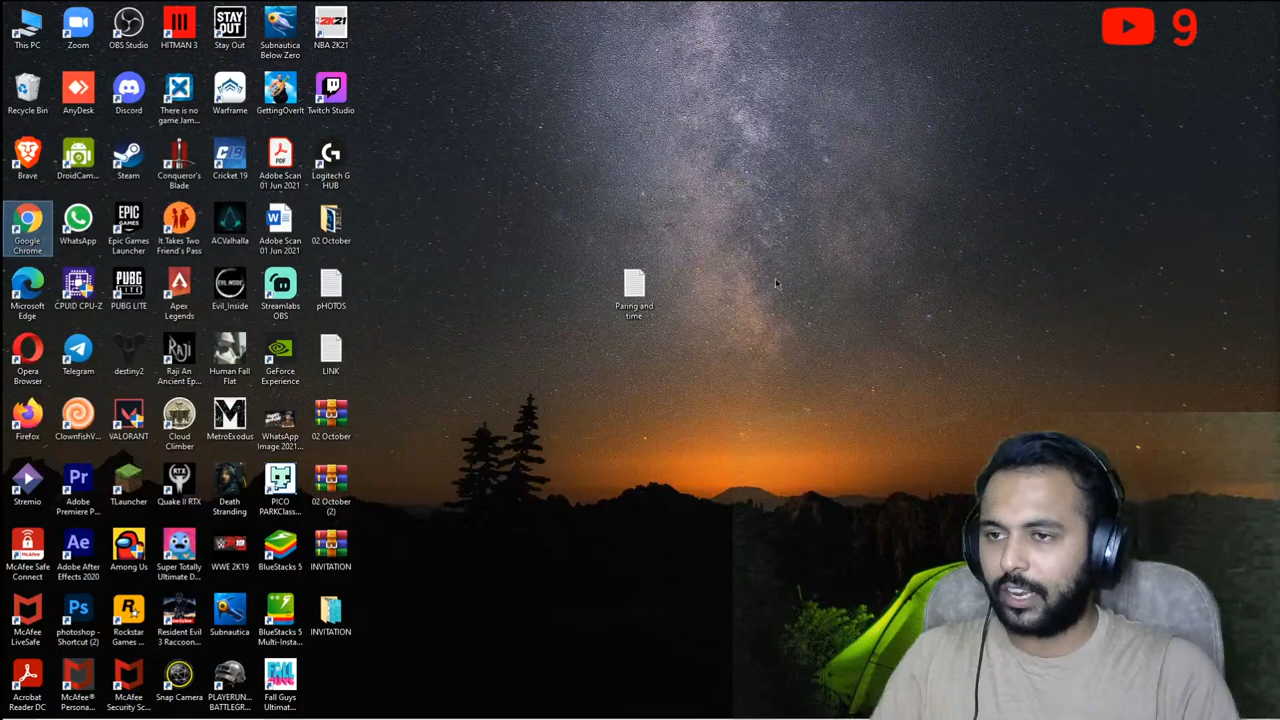 9
This PC
Zoom
OBS Studio
HITMAN 3
Stay Out
Subnautica
Below Zero
NBA 2K21
Recycle Bin
AnyDesk
Discord
There is no
game Jam...
Warframe
GettingOverIt
Twitch Studio
Brave
DroidCam...
Steam
Conqueror's
Blade
Cricket 19
Adobe Scan
01 Jun 2021
Logitech G
HUB
Google
Chrome
WhatsApp
Epic Games
Launcher
It Takes Two
Friend's Pass
ACValhalla
Adobe Scan
01 Jun 2021
02 October
Microsoft
Edge
CPUID CPU-Z
PUBG LITE
Apex
Legends
Evil_Inside
Streamlabs
OBS
pHOTOS
Paring and
time
Opera
Browser
Telegram
destiny2
Raji An
Ancient Ep...
Human Fall
Flat
GeForce
Experience
LINK
Firefox
ClownfishV...
VALORANT
Cloud
Climber
MetroExodus
WhatsApp
Image 2021...
02 October
Stremio
Adobe
Premiere P...
TLauncher
Quake II RTX
Death
Stranding
PICO
PARKClass...
02 October
(2)
McAfee Safe
Connect
Adobe After
Effects 2020
Among Us
Super Totally
Ultimate D...
WWE 2K19
BlueStacks 5
INVITATION
McAfee
LiveSafe
photoshop -
Shortcut (2)
Rockstar
Games ...
Resident Evil
3 Raccoon...
Subnautica
BlueStacks 5
Multi-Insta...
INVITATION
Acrobat
Reader DC
McAfee®
Persona...
McAfee
Security Sc...
Snap Camera
PLAYERUN...
BATTLEGR...
Fall Guys
Ultimat...